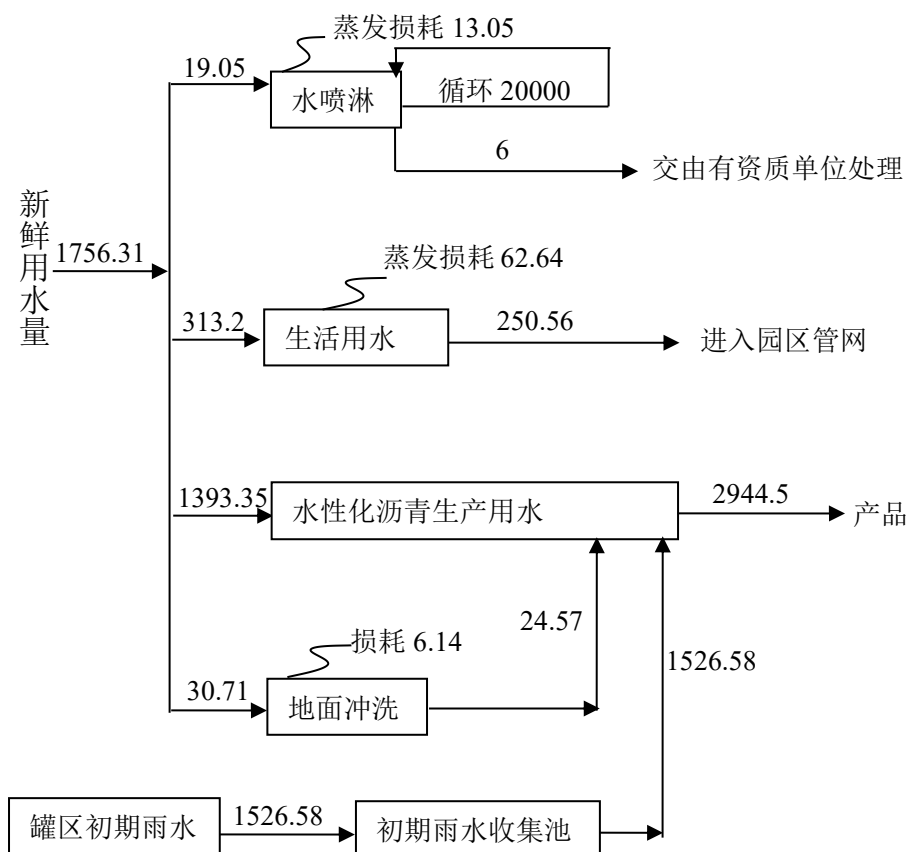 蒸发损耗 13.05
19.05
水喷淋
循环 20000
6
交由有资质单位处理
新鲜用水量
1756.31
蒸发损耗 62.64
313.2
生活用水
250.56
进入园区管网
1393.35
水性化沥青生产用水
2944.5
产品
24.57
1526.58
损耗 6.14
30.71
地面冲洗
罐区初期雨水
1526.58
初期雨水收集池